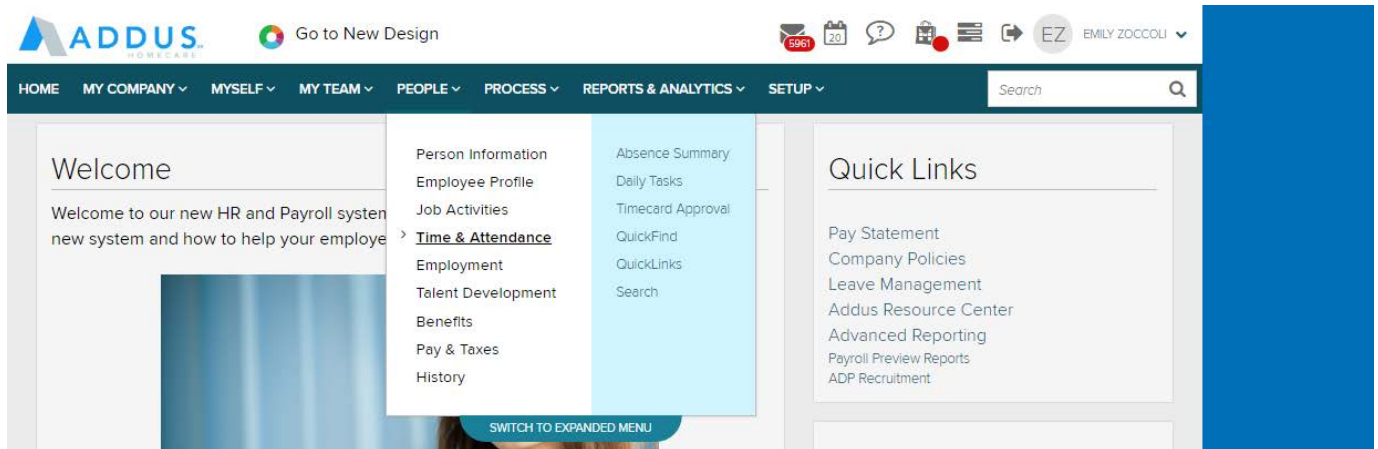 ADDUS
HOMECARE
Go to New Design
5961
20
?
EZ
EMILY ZOCCOLI
HOME MY COMPANY MYSELF MY TEAM PEOPLE PROCESS REPORTS & ANALYTICS SETUP Search
Welcome
Welcome to our new HR and Payroll system
new system and how to help your employe
Person Information
Employee Profile
Job Activities
Time & Attendance
Employment
Talent Development
Benefits
Pay & Taxes
History
Absence Summary
Daily Tasks
Timecard Approval
QuickFind
QuickLinks
Search
SWITCH TO EXPANDED MENU
Quick Links
Pay Statement
Company Policies
Leave Management
Addus Resource Center
Advanced Reporting
Payroll Preview Reports
ADP Recruitment